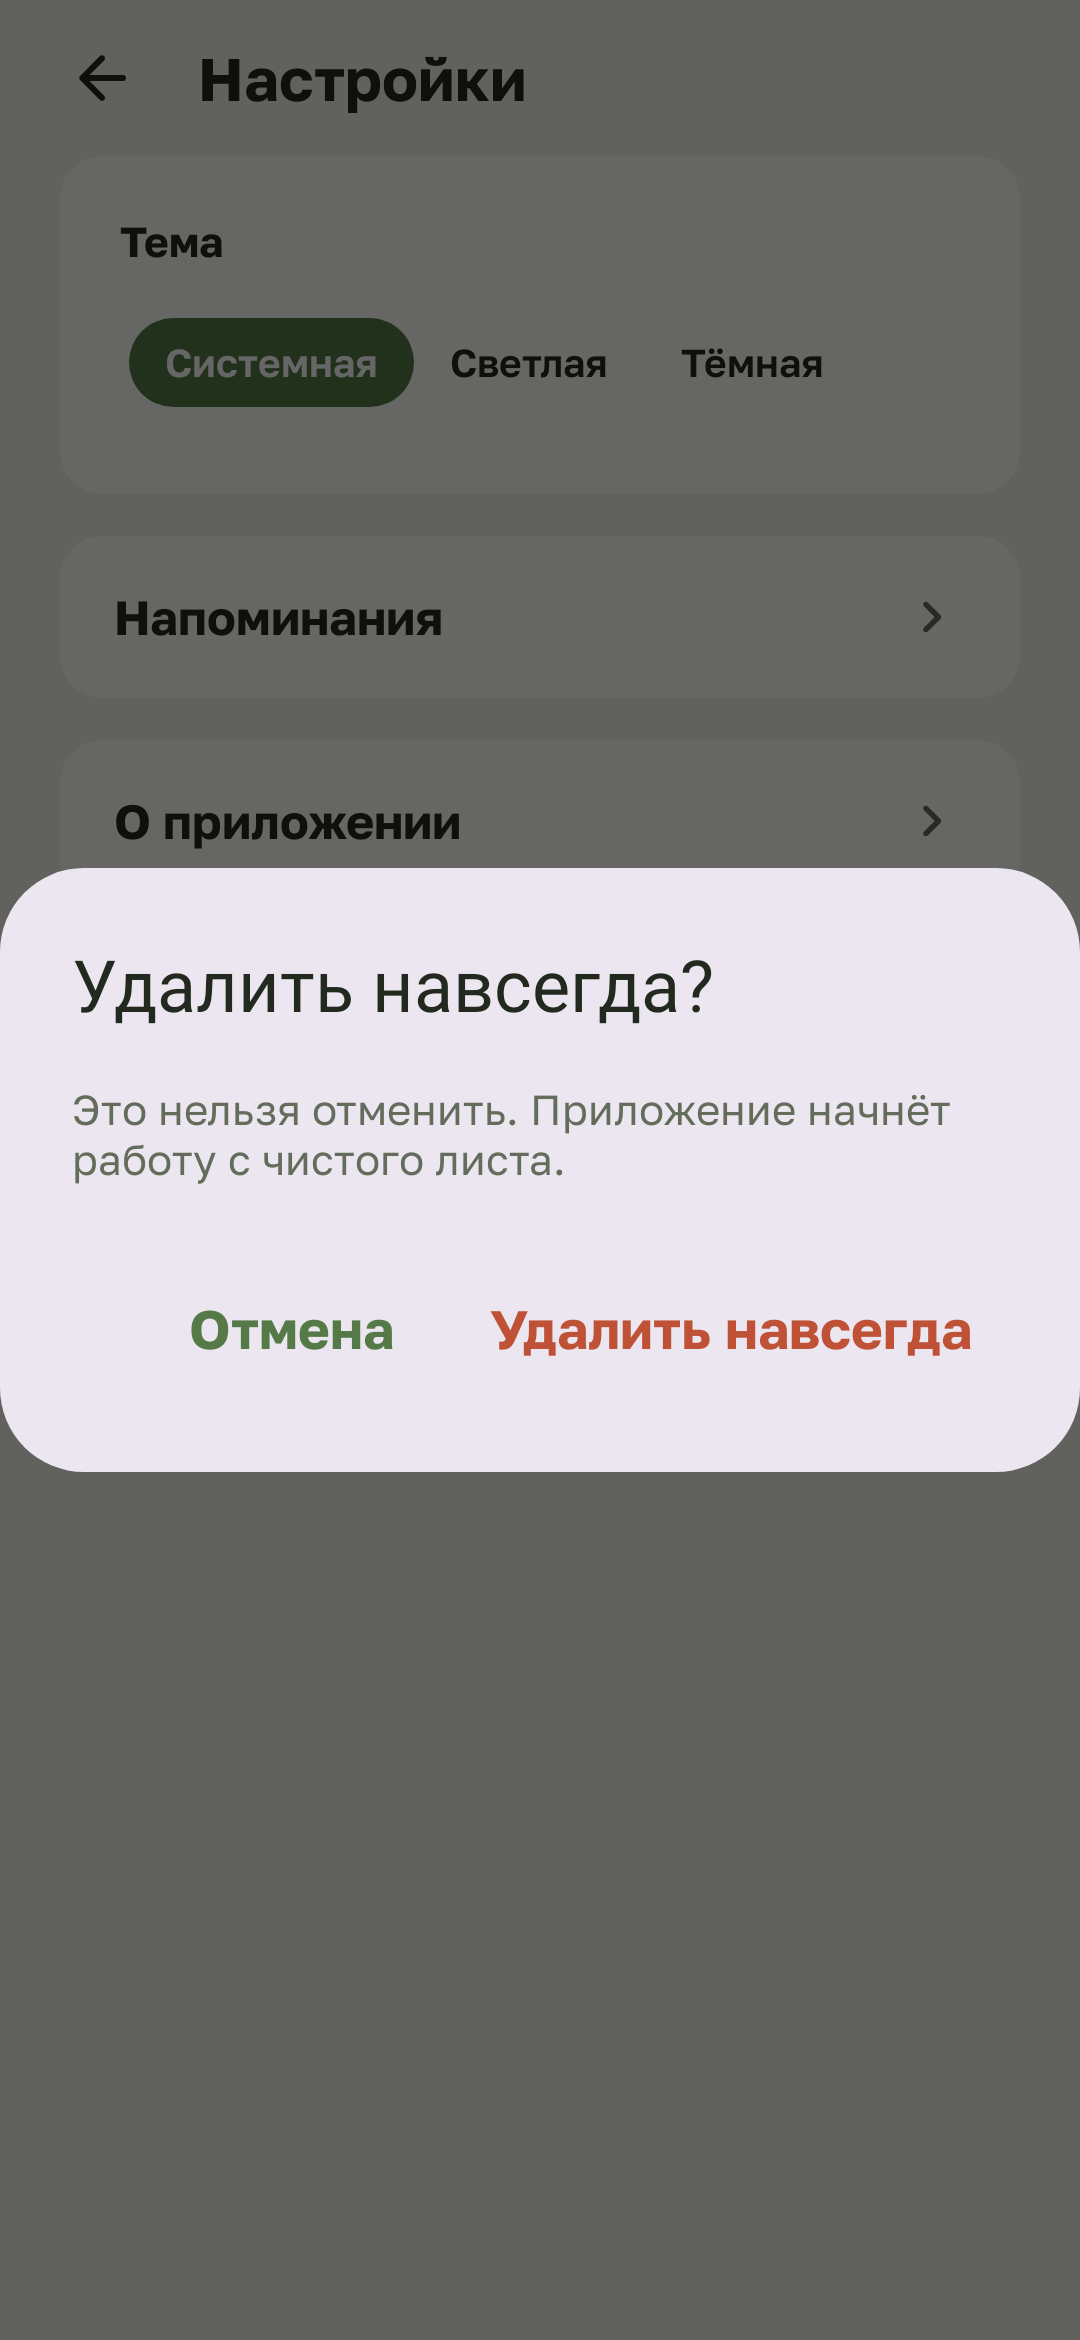 Настройки
Тема
Системная Светлая Тёмная
Напоминания
О приложении
Удалить навсегда?
Это нельзя отменить. Приложение начнёт
работу с чистого листа.
Отмена Удалить навсегда